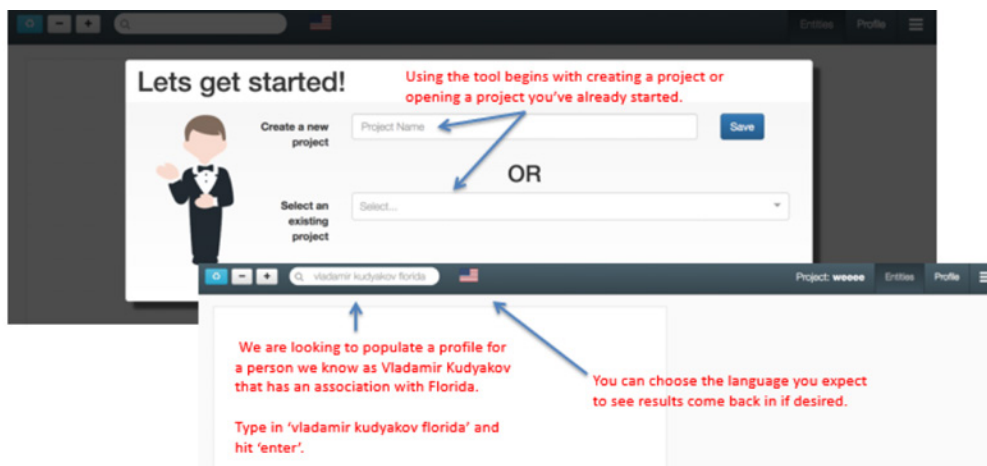 Entities Profile
Lets get started!
Using the tool begins with creating a project or
opening a project you've already started.
Create a new
project
Project Name
Save
OR
Select an
existing
project
Select...
vladamir kudyakov florida
Project: weeee Entities Profile
We are looking to populate a profile for
a person we know as Vladamir Kudyakov
that has an association with Florida.
You can choose the language you expect
to see results come back in if desired.
Type in 'vladamir kudyakov florida' and
hit 'enter'.